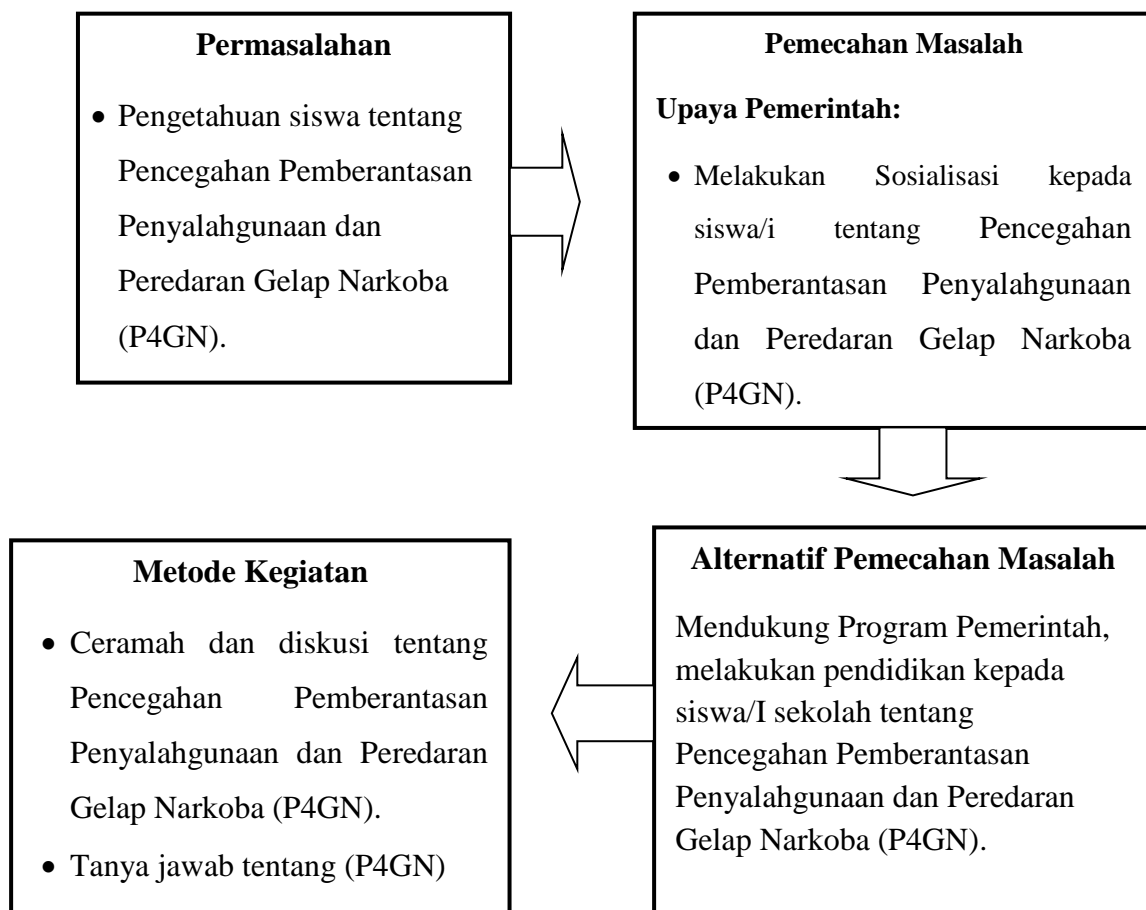 Permasalahan
• Pengetahuan siswa tentang
Pencegahan Pemberantasan
Penyalahgunaan dan
Peredaran Gelap Narkoba
(P4GN).
Pemecahan Masalah
Upaya Pemerintah:
• Melakukan Sosialisasi kepada
siswa/i tentang Pencegahan
Pemberantasan Penyalahgunaan
dan Peredaran Gelap Narkoba
(P4GN).
Alternatif Pemecahan Masalah
Mendukung Program Pemerintah,
melakukan pendidikan kepada
siswa/I sekolah tentang
Pencegahan Pemberantasan
Penyalahgunaan dan Peredaran
Gelap Narkoba (P4GN).
Metode Kegiatan
• Ceramah dan diskusi tentang
Pencegahan Pemberantasan
Penyalahgunaan dan Peredaran
Gelap Narkoba (P4GN).
• Tanya jawab tentang (P4GN)